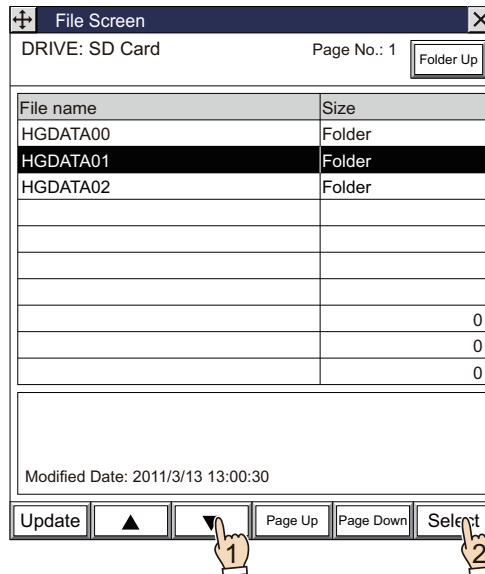 File Screen
DRIVE: SD Card Page No.: 1 Folder Up
File name Size
HGDATA00 Folder
HGDATA01 Folder
HGDATA02 Folder
0
0
0
Modified Date: 2011/3/13 13:00:30
Update ▲ ▼ Page Up Page Down Select
1 2